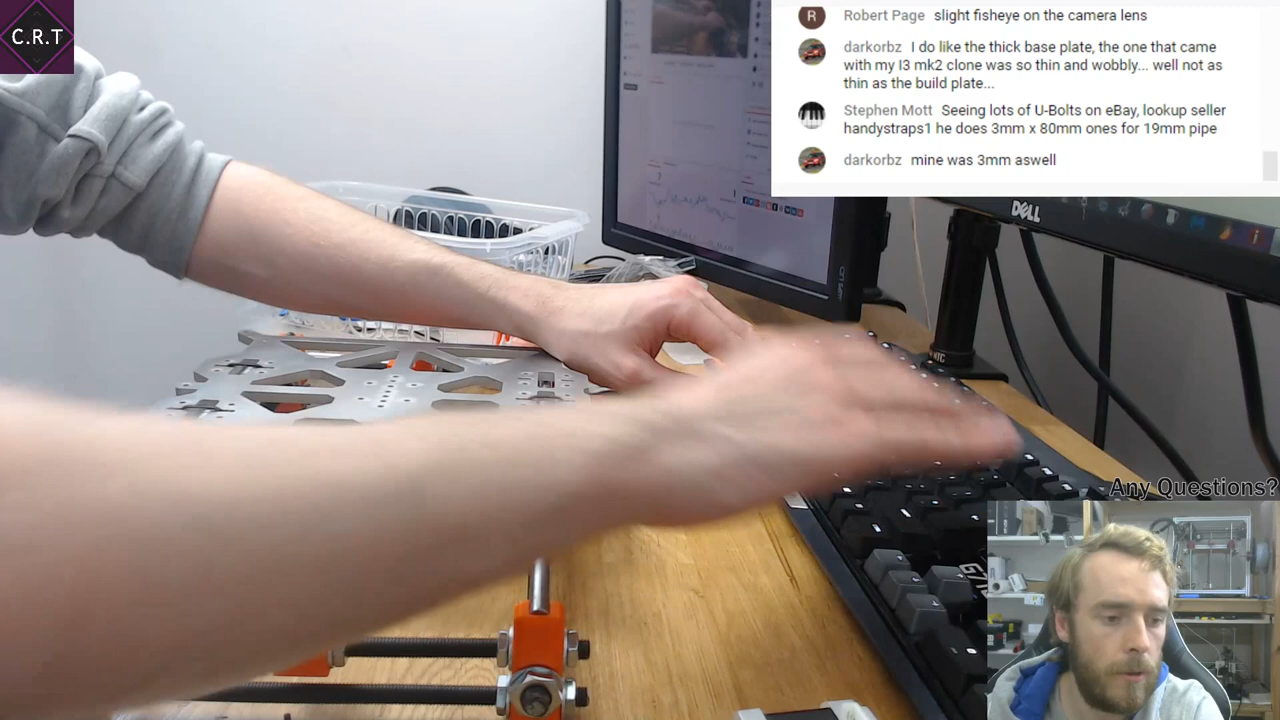 C.R.T
Robert Page slight fisheye on the camera lens
darkorbz I do like the thick base plate, the one that came
with my I3 mk2 clone was so thin and wobbly... well not as
thin as the build plate...
Stephen Mott Seeing lots of U-Bolts on eBay, lookup seller
handystraps1 he does 3mm x 80mm ones for 19mm pipe
darkorbz mine was 3mm aswell
DELL
Any Questions?